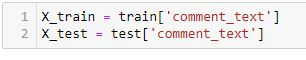 1 X_train = train['comment_text']
2 X_test = test['comment_text']